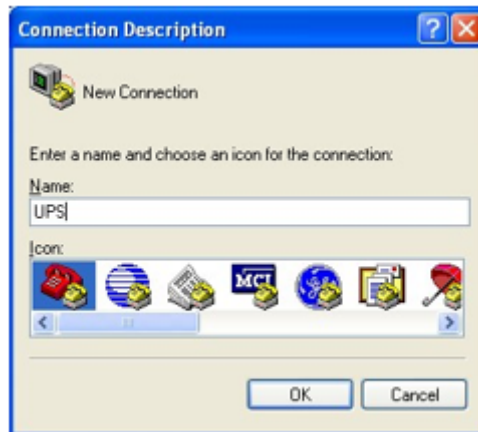 Connection Description
New Connection
Enter a name and choose an icon for the connection:
Name:
UPS
Icon:
MCI
OK
Cancel